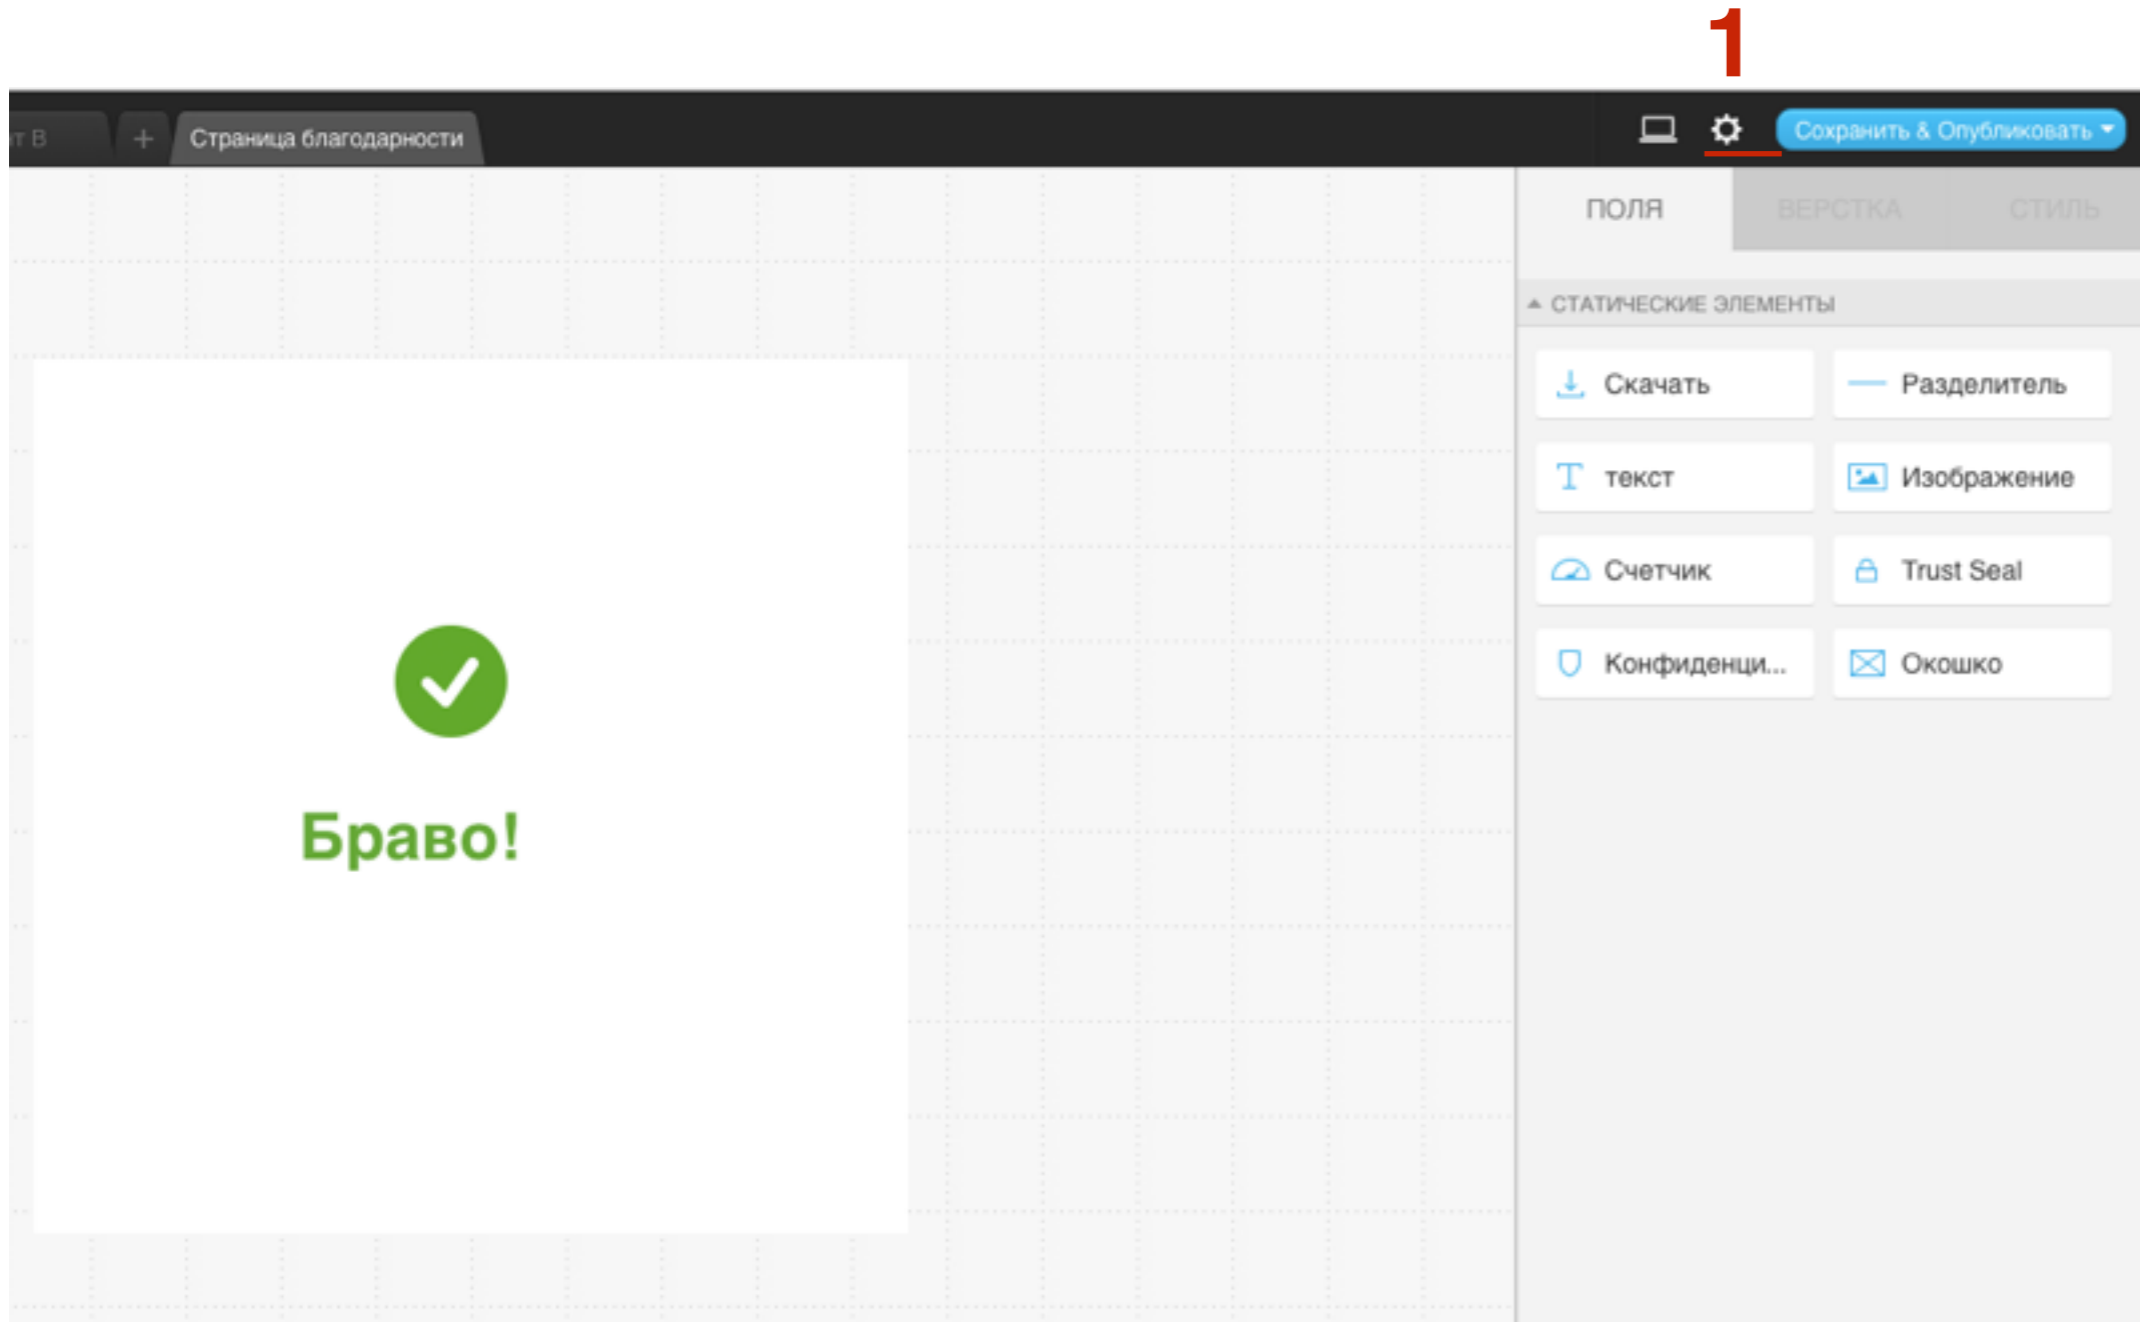 1
т В
+ Страница благодарности
Сохранить & Опубликовать
ПОЛЯ ВЕРСТКА СТИЛЬ
СТАТИЧЕСКИЕ ЭЛЕМЕНТЫ
Скачать Разделитель
текст Изображение
Счетчик Trust Seal
Конфиденци... Окошко
Браво!